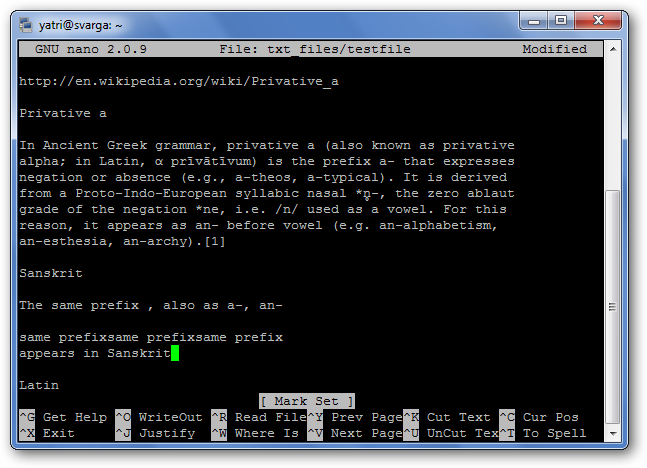 yatri@svarga: ~
GNU nano 2.0.9 File: txt_files/testfile Modified
http://en.wikipedia.org/wiki/Privative_a
Privative a
In Ancient Greek grammar, privative a (also known as privative
alpha; in Latin, α prīvātīvum) is the prefix a- that expresses
negation or absence (e.g., a-theos, a-typical). It is derived
from a Proto-Indo-European syllabic nasal *n̥-, the zero ablaut
grade of the negation *ne, i.e. /n/ used as a vowel. For this
reason, it appears as an- before vowel (e.g. an-alphabetism,
an-esthesia, an-archy).[1]
Sanskrit
The same prefix , also as a-, an-
same prefixsame prefixsame prefix
appears in Sanskrit
Latin
[ Mark Set ]
^G Get Help ^O WriteOut ^R Read File^Y Prev Page^K Cut Text ^C Cur Pos
^X Exit ^J Justify ^W Where Is ^V Next Page^U UnCut Tex^T To Spell